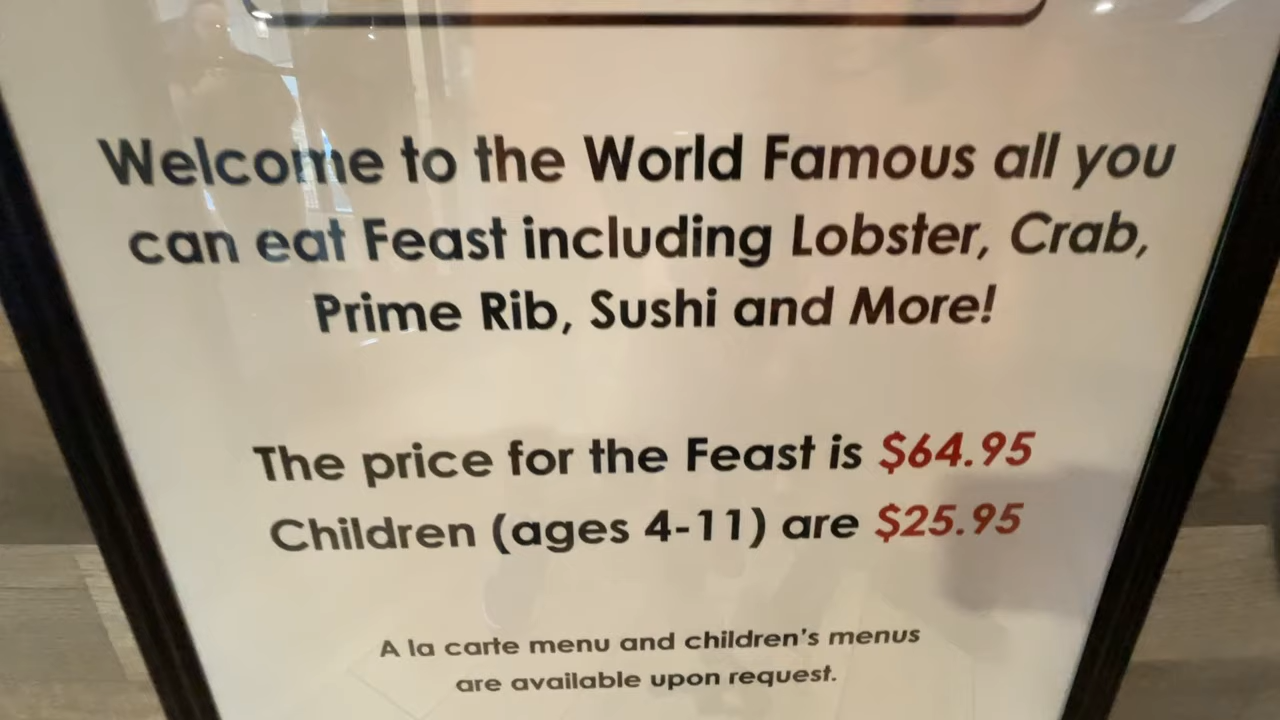 Welcome to the World Famous all you
can eat Feast including Lobster, Crab,
Prime Rib, Sushi and More!
The price for the Feast is $64.95
Children (ages 4-11) are $25.95
A la carte menu and children's menus
are available upon request.